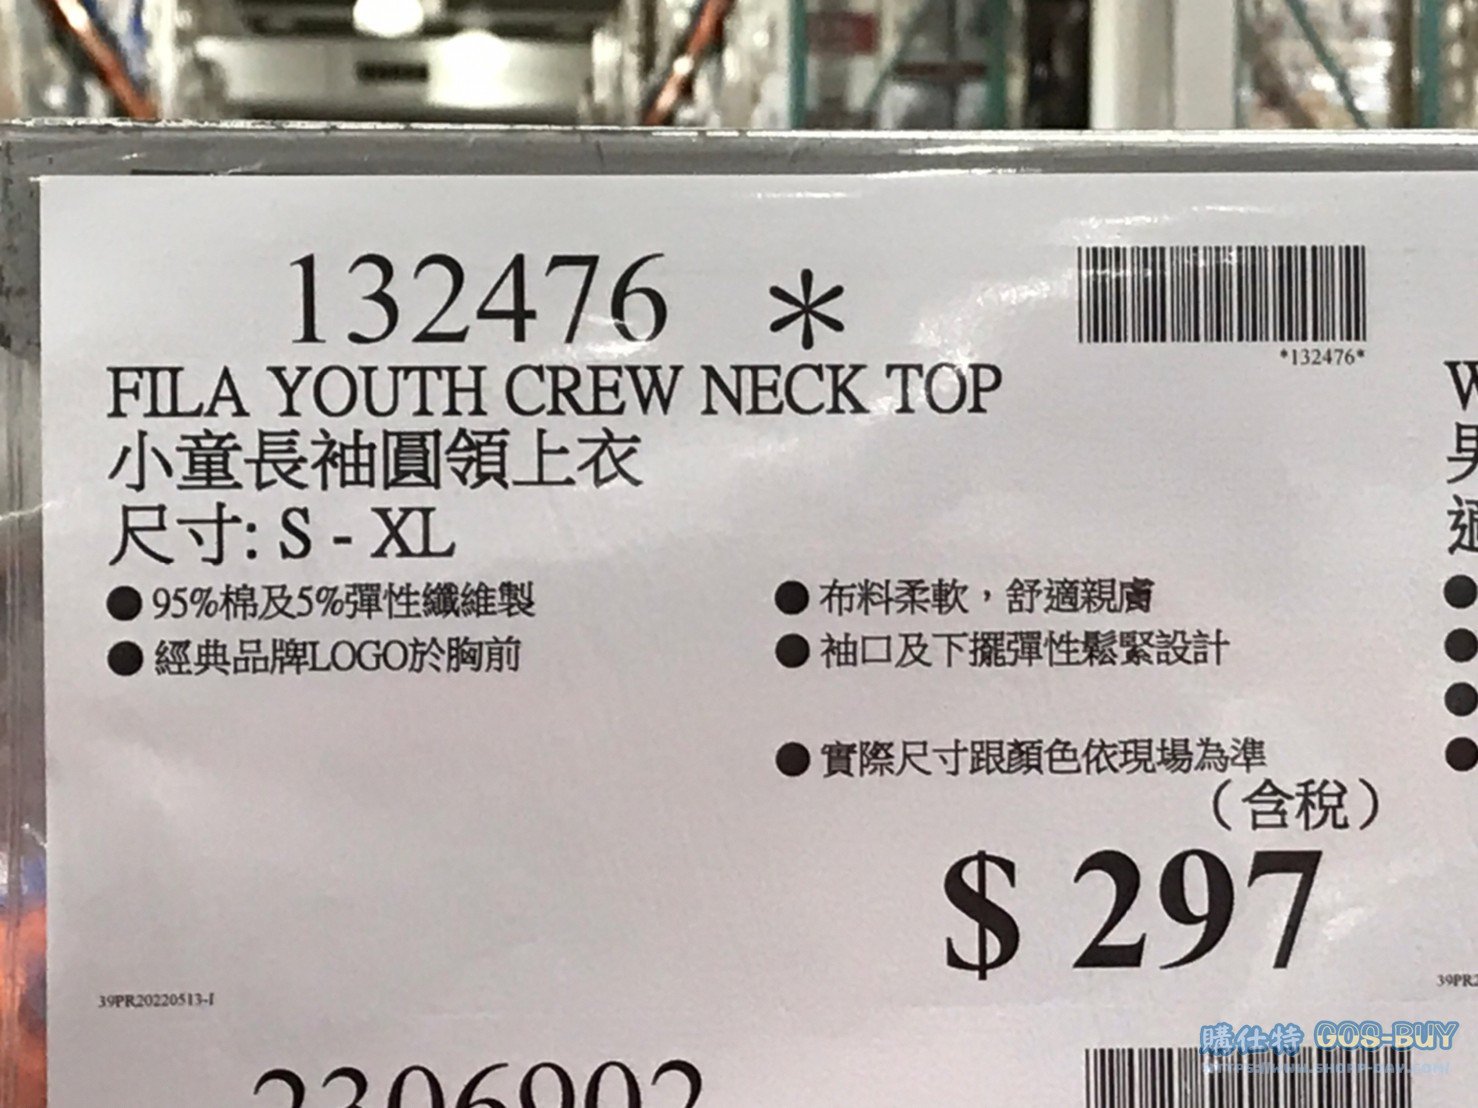 132476 *
*132476*
FILA YOUTH CREW NECK TOP
小童長袖圓領上衣
尺寸: S - XL
● 95%棉及5%彈性纖維製
● 經典品牌LOGO於胸前
● 布料柔軟，舒適親膚
● 袖口及下擺彈性鬆緊設計
● 實際尺寸跟顏色依現場為準
（含稅）
$ 297
39PR20220513-I
W
男
39PR2
購仕特 GOS-BUY